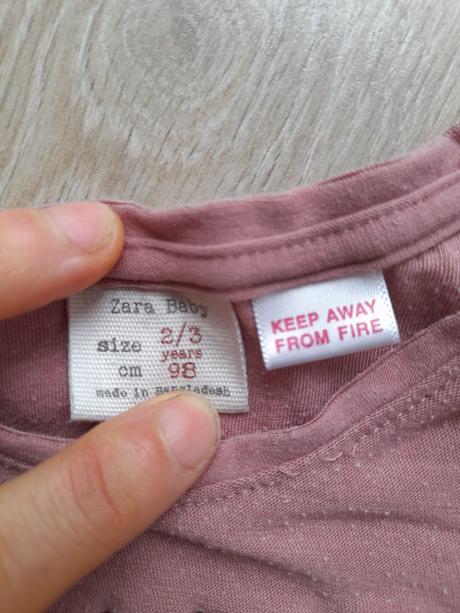 Zara Baby
size 2/3
years
cm 98
made in Bangladesh
KEEP AWAY
FROM FIRE